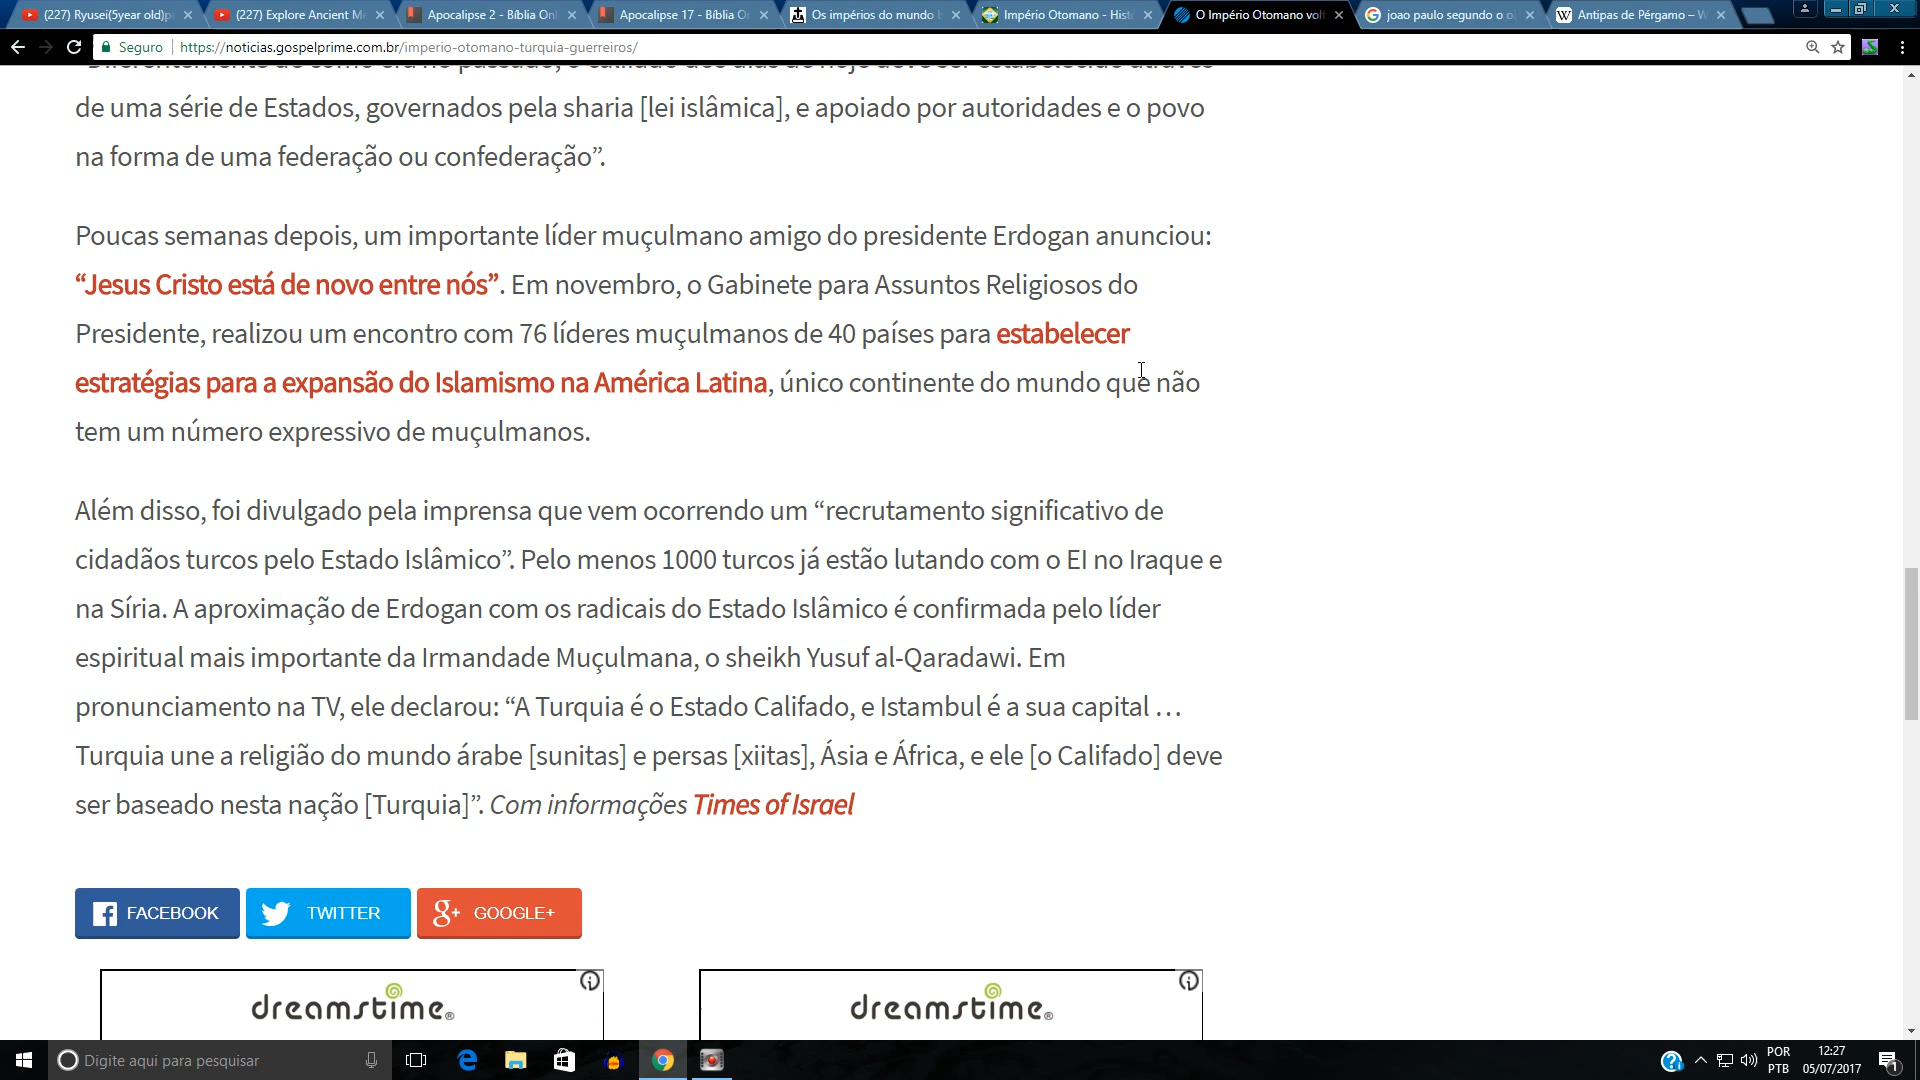 (227) Ryusei(5year old)
(227) Explore Ancient M
Apocalipse 2 - Bíblia Onl
Apocalipse 17 - Bíblia O
Os impérios do mundo
Império Otomano - Hist
O Império Otomano vol
joao paulo segundo o
Antipas de Pérgamo – W
Seguro https://noticias.gospelprime.com.br/imperio-otomano-turquia-guerreiros/
de uma série de Estados, governados pela sharia [lei islâmica], e apoiado por autoridades e o povo
na forma de uma federação ou confederação”.
Poucas semanas depois, um importante líder muçulmano amigo do presidente Erdogan anunciou:
“Jesus Cristo está de novo entre nós”. Em novembro, o Gabinete para Assuntos Religiosos do
Presidente, realizou um encontro com 76 líderes muçulmanos de 40 países para estabelecer
estratégias para a expansão do Islamismo na América Latina, único continente do mundo que não
tem um número expressivo de muçulmanos.
Além disso, foi divulgado pela imprensa que vem ocorrendo um “recrutamento significativo de
cidadãos turcos pelo Estado Islâmico”. Pelo menos 1000 turcos já estão lutando com o EI no Iraque e
na Síria. A aproximação de Erdogan com os radicais do Estado Islâmico é confirmada pelo líder
espiritual mais importante da Irmandade Muçulmana, o sheikh Yusuf al-Qaradawi. Em
pronunciamento na TV, ele declarou: “A Turquia é o Estado Califado, e Istambul é a sua capital …
Turquia une a religião do mundo árabe [sunitas] e persas [xiitas], Ásia e África, e ele [o Califado] deve
ser baseado nesta nação [Turquia]”. Com informações Times of Israel
FACEBOOK TWITTER g+ GOOGLE+
dreamstime® dreamstime®
Digite aqui para pesquisar
POR
PTB
12:27
05/07/2017
1